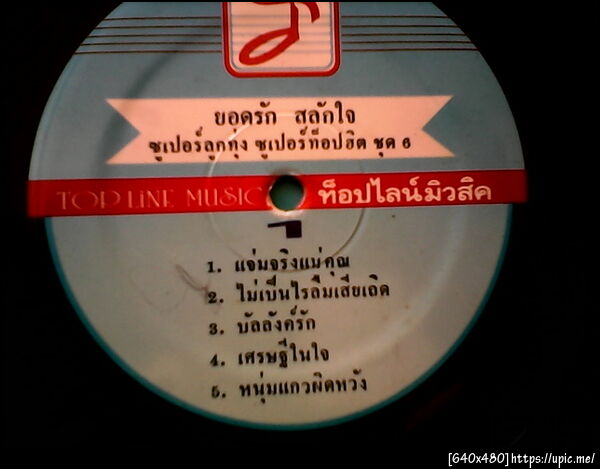 ยอดรัก สลักใจ
ซูเปอร์ลูกทุ่ง ซูเปอร์ท็อปฮิต ชุด 6
TOP LINE MUSIC ท็อปไลน์มิวสิค
1
1. แจ่มจริงแม่คุณ
2. ไม่เป็นไรลืมเสียเถิด
3. บัลลังค์รัก
4. เศรษฐีในใจ
5. หนุ่มแกวผิดหวัง
[640x480]https://upic.me/